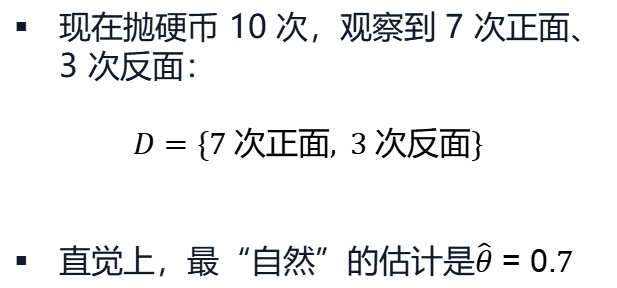 ▪ 现在抛硬币 10 次，观察到 7 次正面、
3 次反面：
𝐷 = {7 次正面, 3 次反面}
▪ 直觉上，最“自然”的估计是θ̂ = 0.7